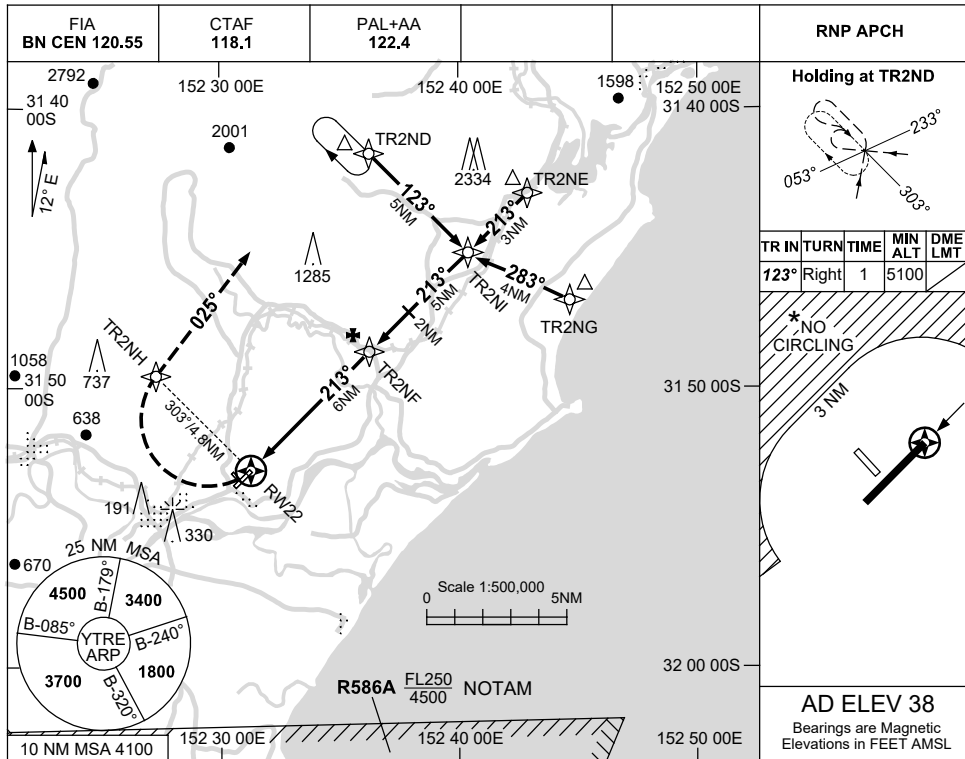 FIA
BN CEN 120.55
CTAF
118.1
PAL+AA
122.4
RNP APCH
2792
152 30 00E
152 40 00E
1598
152 50 00E
31 40
00S
31 40 00S
2001
12° E
TR2ND
2334
TR2NE
123°
5NM
213°
3NM
1285
TR2NI
283°
4NM
TR2NG
213°
5NM
2NM
025°
TR2NH
TR2NF
1058
31 50
00S
737
31 50 00S
638
303°/4.8NM
213°
6NM
RW22
191
330
670
25 NM MSA
4500
B-179°
3400
B-085°
YTRE
ARP
B-240°
3700
B-320°
1800
Scale 1:500,000
0
5NM
32 00 00S
R586A
FL250
4500
NOTAM
10 NM MSA 4100
152 30 00E
152 40 00E
152 50 00E
Holding at TR2ND
233°
053°
303°
TR IN
TURN
TIME
MIN
ALT
DME
LMT
123°
Right
1
5100
*NO
CIRCLING
3 NM
AD ELEV 38
Bearings are Magnetic
Elevations in FEET AMSL